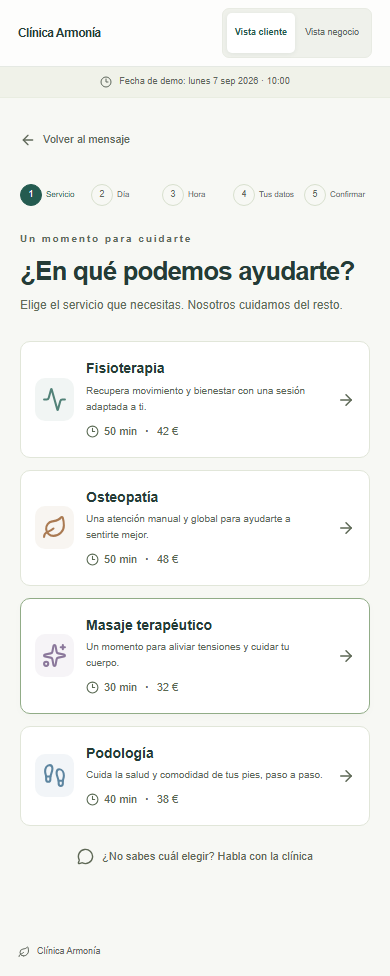 Clínica Armonía
Vista cliente
Vista negocio
Fecha de demo: lunes 7 sep 2026 · 10:00
Volver al mensaje
1 Servicio
2 Día
3 Hora
4 Tus datos
5 Confirmar
Un momento para cuidarte
¿En qué podemos ayudarte?
Elige el servicio que necesitas. Nosotros cuidamos del resto.
Fisioterapia
Recupera movimiento y bienestar con una sesión
adaptada a ti.
50 min · 42 €
Osteopatía
Una atención manual y global para ayudarte a
sentirte mejor.
50 min · 48 €
Masaje terapéutico
Un momento para aliviar tensiones y cuidar tu
cuerpo.
30 min · 32 €
Podología
Cuida la salud y comodidad de tus pies, paso a paso.
40 min · 38 €
¿No sabes cuál elegir? Habla con la clínica
Clínica Armonía